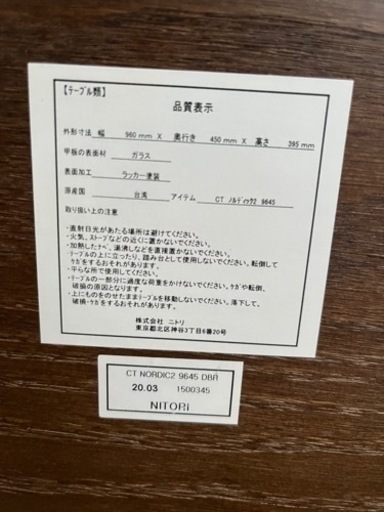 【テーブル類】
品質表示
外形寸法 幅 960 mm X 奥行き 450 mm X 高さ 395 mm
甲板の表面材 ガラス
表面加工 ラッカー塗装
原産国 台湾 アイテム CT ノルディック2 9645
取り扱い上の注意
・直射日光があたる場所は避けてください。
・火気、ストーブなどの近くに置かないでください。
・加熱したナベ、湯沸しなどを直接置かないでください。
・テーブルの上に立ったり、踏み台として使用しないでください。転倒して
ケガをするおそれがあります。
・平らな所で使用してください。
・テーブルの一部分に過度な荷重をかけないでください。ケガや転倒、
破損の原因となります。
・上にものをのせたままテーブルを移動しないでください。落下して、
破損・ケガをするおそれがあります。
株式会社 ニトリ
東京都北区神谷3丁目6番20号
CT NORDIC2 9645 DBR
20.03 1500345
NITORI